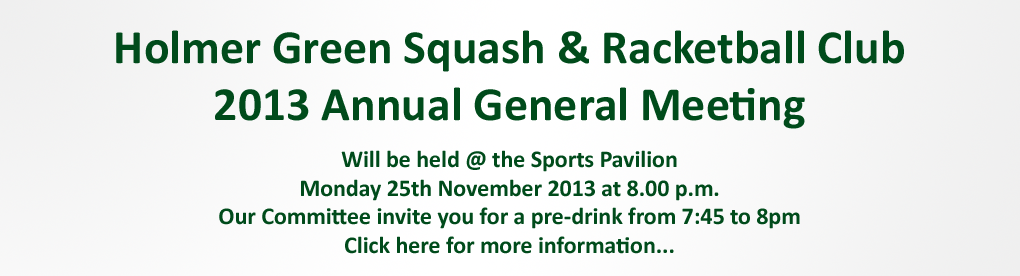 Holmer Green Squash & Racketball Club
2013 Annual General Meeting
Will be held @ the Sports Pavilion
Monday 25th November 2013 at 8.00 p.m.
Our Committee invite you for a pre-drink from 7:45 to 8pm
Click here for more information...